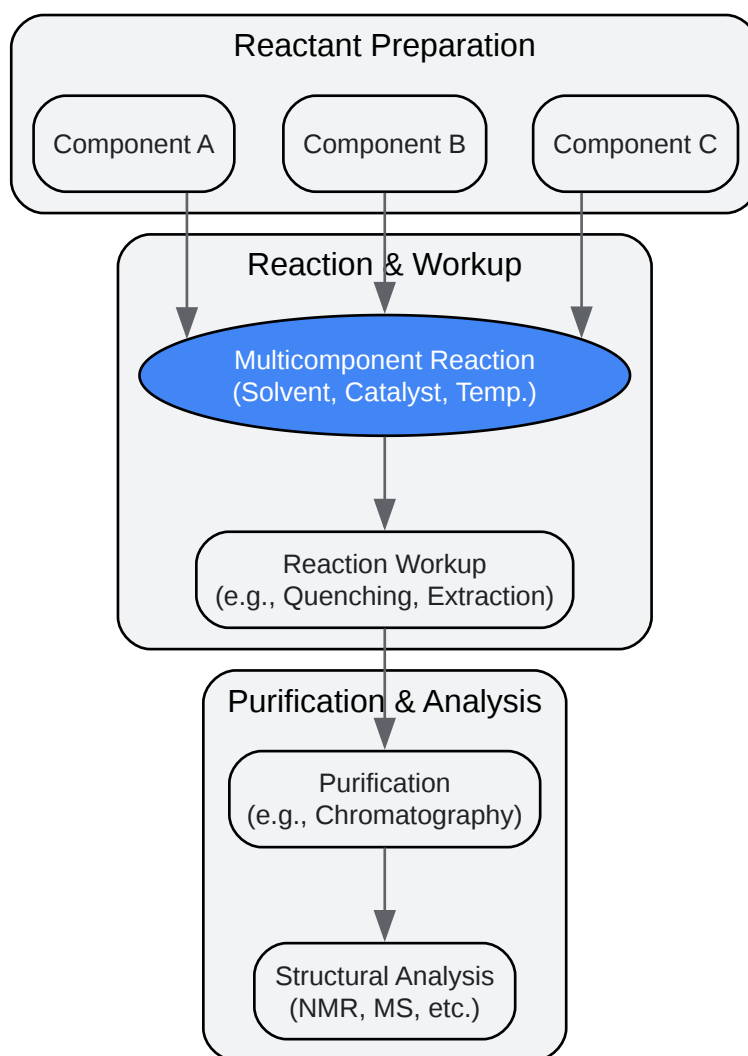 Reactant Preparation
Component A
Component B
Component C
Reaction & Workup
Multicomponent Reaction
(Solvent, Catalyst, Temp.)
Reaction Workup
(e.g., Quenching, Extraction)
Purification & Analysis
Purification
(e.g., Chromatography)
Structural Analysis
(NMR, MS, etc.)